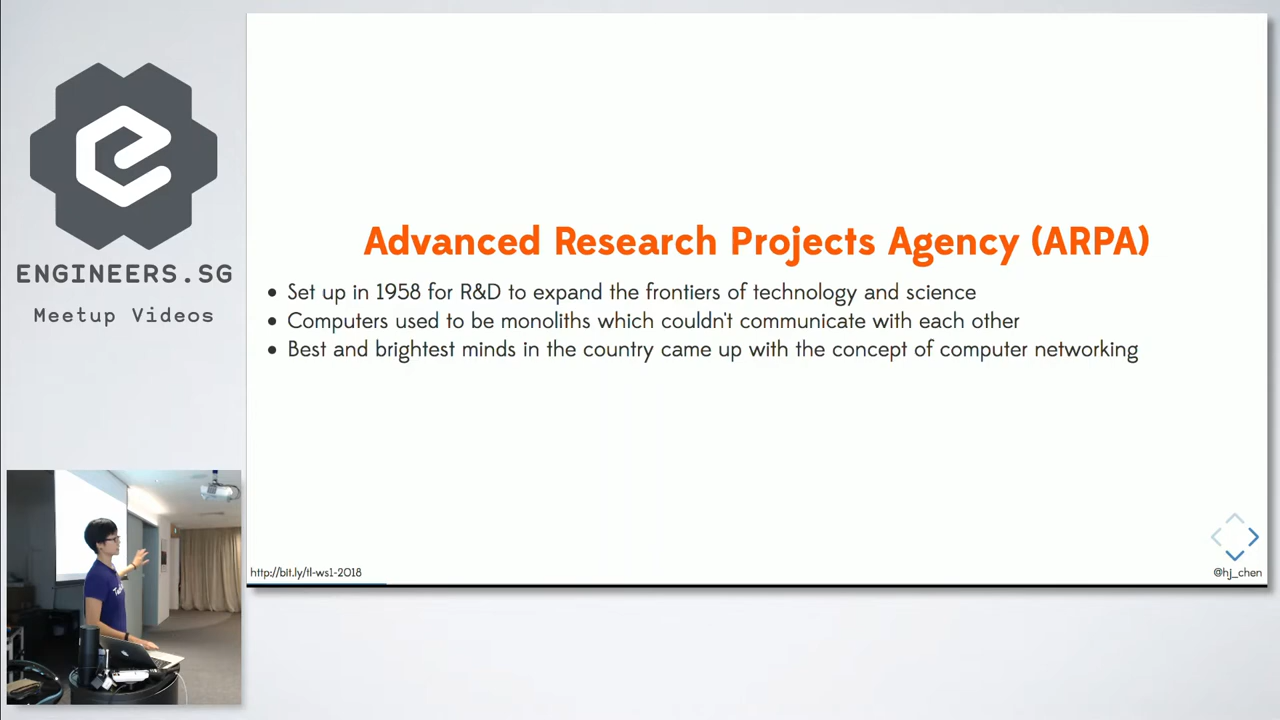 ENGINEERS.SG
Meetup Videos
Advanced Research Projects Agency (ARPA)
Set up in 1958 for R&D to expand the frontiers of technology and science
Computers used to be monoliths which couldn't communicate with each other
Best and brightest minds in the country came up with the concept of computer networking
http://bit.ly/tl-ws1-2018
@hj_chen